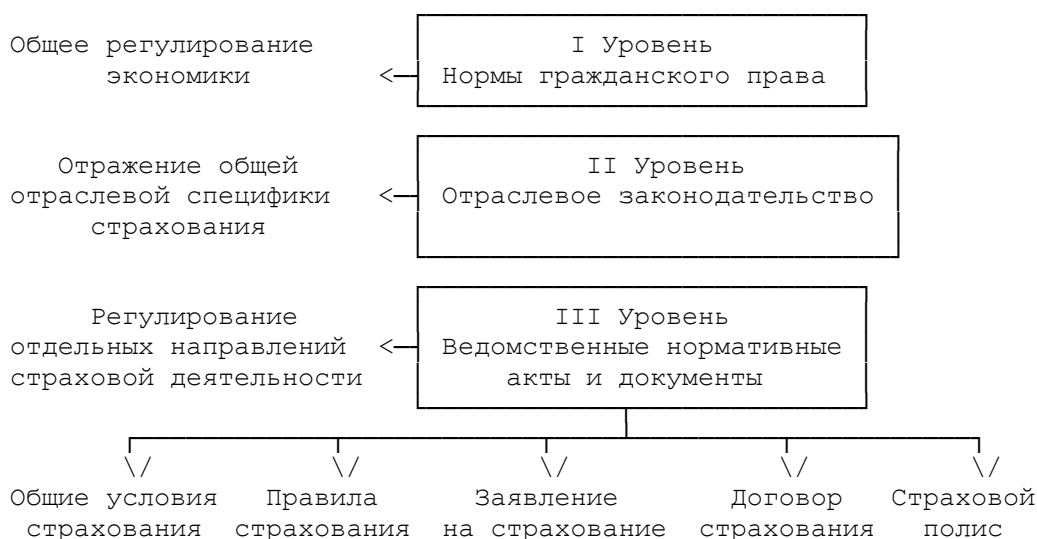 Общее регулирование
экономики
I Уровень
Нормы гражданского права
Отражение общей
отраслевой специфики
страхования
II Уровень
Отраслевое законодательство
Регулирование
отдельных направлений
страховой деятельности
III Уровень
Ведомственные нормативные
акты и документы
Общие условия
страхования
Правила
страхования
Заявление
на страхование
Договор
страхования
Страховой
полис